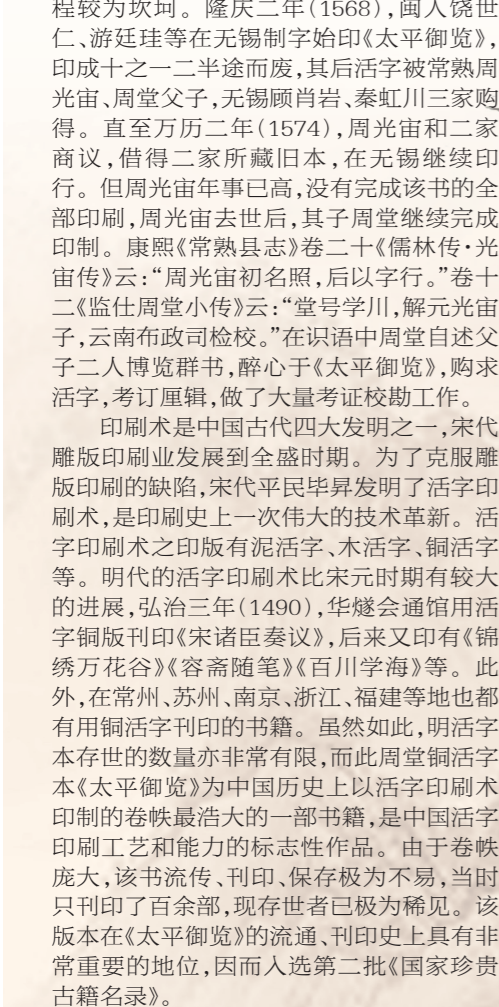 程较为坎坷。隆庆二年(1568),闽人饶世
仁、游廷珪等在无锡制字始印《太平御览》,
印成十之一二半途而废,其后活字被常熟周
光宙、周堂父子,无锡顾肖岩、秦虹川三家购
得。直至万历二年(1574),周光宙和二家
商议,借得二家所藏旧本,在无锡继续印
行。但周光宙年事已高,没有完成该书的全
部印刷,周光宙去世后,其子周堂继续完成
印制。康熙《常熟县志》卷二十《儒林传·光
宙传》云:“周光宙初名照,后以字行。”卷十
二《监仕周堂小传》云:“堂号学川,解元光宙
子,云南布政司检校。”在识语中周堂自述父
子二人博览群书,醉心于《太平御览》,购求
活字,考订厘辑,做了大量考证校勘工作。
印刷术是中国古代四大发明之一,宋代
雕版印刷业发展到全盛时期。为了克服雕
版印刷的缺陷,宋代平民毕昇发明了活字印
刷术,是印刷史上一次伟大的技术革新。活
字印刷术之印版有泥活字、木活字、铜活字
等。明代的活字印刷术比宋元时期有较大
的进展,弘治三年(1490),华燧会通馆用活
字铜版刊印《宋诸臣奏议》,后来又印有《锦
绣万花谷》《容斋随笔》《百川学海》等。此
外,在常州、苏州、南京、浙江、福建等地也都
有用铜活字刊印的书籍。虽然如此,明活字
本存世的数量亦非常有限,而此周堂铜活字
本《太平御览》为中国历史上以活字印刷术
印制的卷帙最浩大的一部书籍,是中国活字
印刷工艺和能力的标志性作品。由于卷帙
庞大,该书流传、刊印、保存极为不易,当时
只刊印了百余部,现存世者已极为稀见。该
版本在《太平御览》的流通、刊印史上具有非
常重要的地位,因而入选第二批《国家珍贵
古籍名录》。